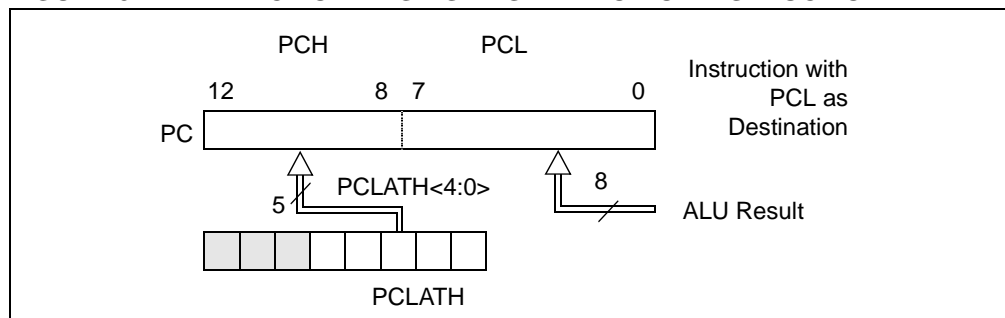 PCH PCL
12 8 7 0
Instruction with
PCL as
Destination
PC
PCLATH<4:0>
5
8
ALU Result
PCLATH